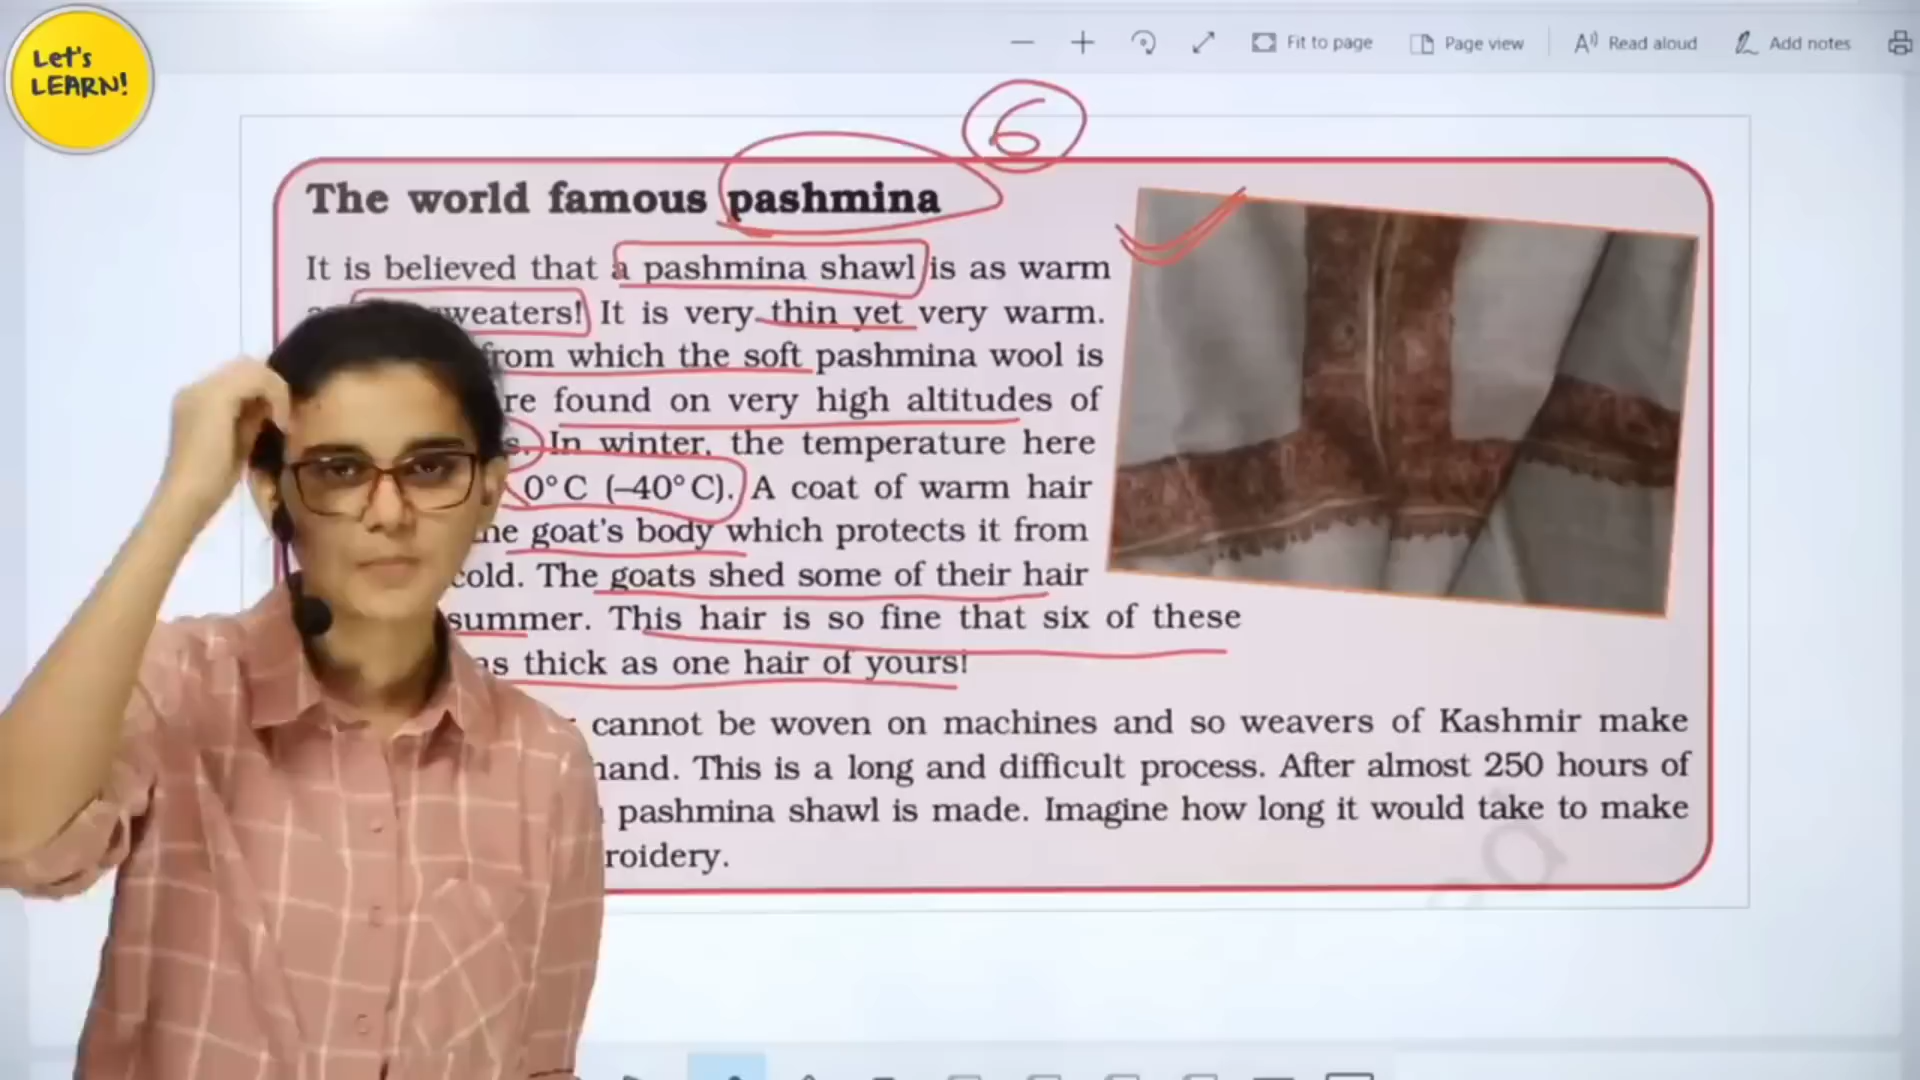 Let's
LEARN!
Fit to page
Page view
Read aloud
Add notes
6
The world famous pashmina
It is believed that a pashmina shawl is as warm
sweaters! It is very thin yet very warm.
from which the soft pashmina wool is
found on very high altitudes of
In winter, the temperature here
0°C (–40°C). A coat of warm hair
goat's body which protects it from
cold. The goats shed some of their hair
summer. This hair is so fine that six of these
as thick as one hair of yours!
cannot be woven on machines and so weavers of Kashmir make
hand. This is a long and difficult process. After almost 250 hours of
pashmina shawl is made. Imagine how long it would take to make